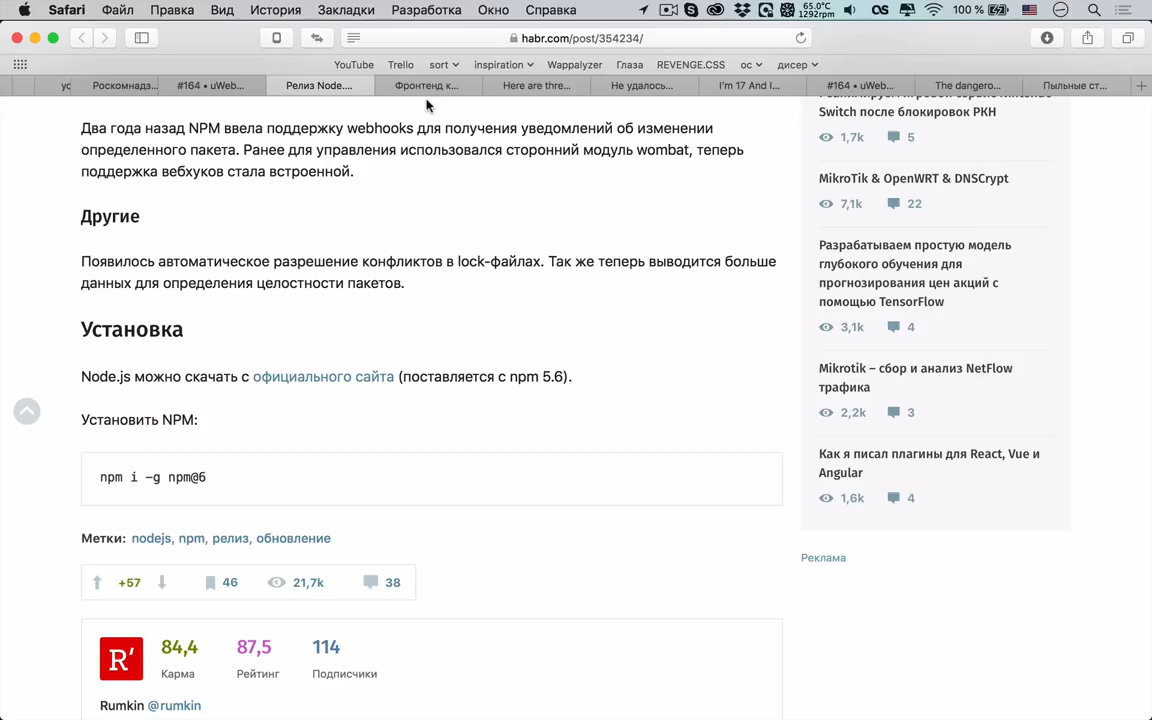 Safari Файл Правка Вид История Закладки Разработка Окно Справка
65.0°C
1292rpm
100 %
habr.com/post/354234/
YouTube Trello sort inspiration Wappalyzer Глаза REVENGE.CSS ос дисер
ус Роскомнадз... #164 • uWeb... Релиз Node.... Фронтенд к... Here are thre... Не удалось... I'm 17 And I... #164 • uWeb... The dangero... Пыльные ст...
Два года назад NPM ввела поддержку webhooks для получения уведомлений об изменении
определенного пакета. Ранее для управления использовался сторонний модуль wombat, теперь
поддержка вебхуков стала встроенной.
Другие
Появилось автоматическое разрешение конфликтов в lock-файлах. Так же теперь выводится больше
данных для определения целостности пакетов.
Установка
Node.js можно скачать с официального сайта (поставляется с npm 5.6).
Установить NPM:
npm i -g npm@6
Метки: nodejs, npm, релиз, обновление
+57 46 21,7k 38
R'
84,4 87,5 114
Карма Рейтинг Подписчики
Rumkin @rumkin
Switch после блокировок РКН
1,7k 5
MikroTik & OpenWRT & DNSCrypt
7,1k 22
Разрабатываем простую модель
глубокого обучения для
прогнозирования цен акций с
помощью TensorFlow
3,1k 4
Mikrotik – сбор и анализ NetFlow
трафика
2,2k 3
Как я писал плагины для React, Vue и
Angular
1,6k 4
Реклама